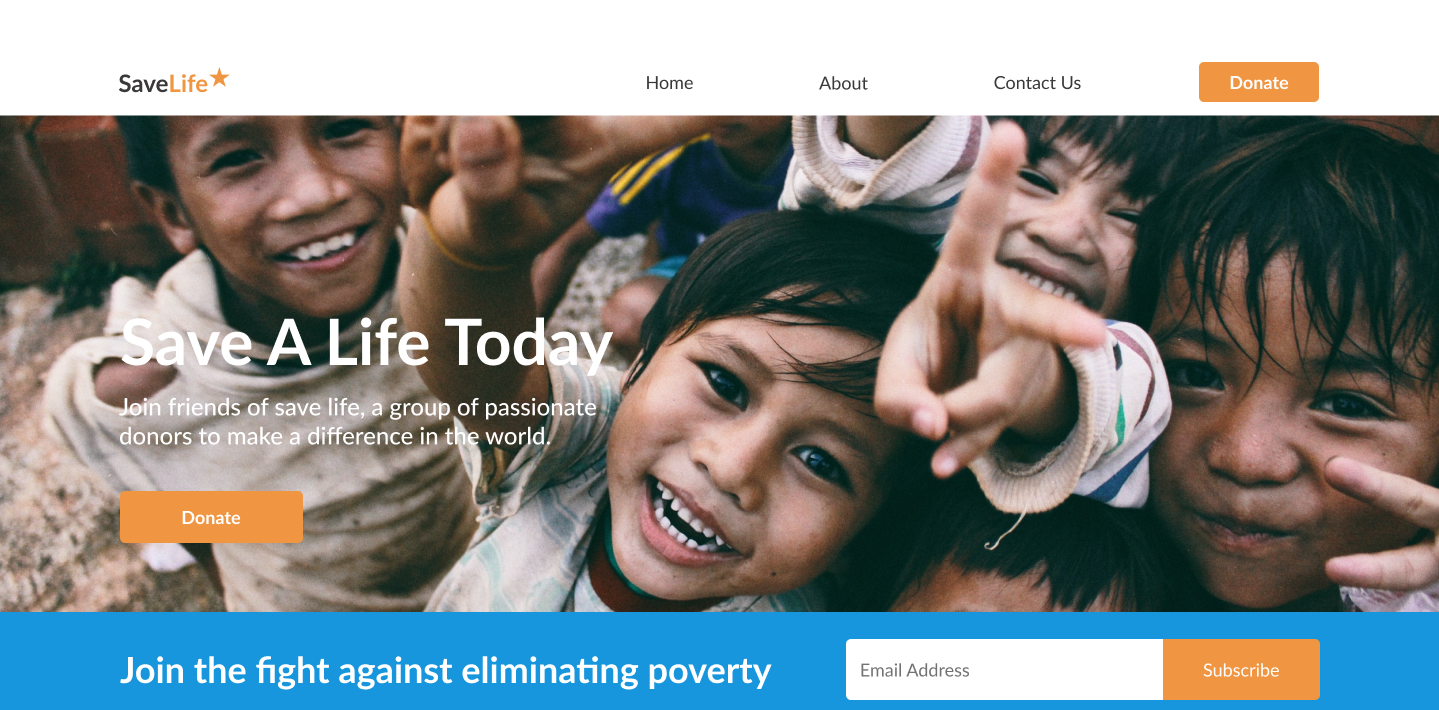 SaveLife
Home
About
Contact Us
Donate
Save A Life Today
Join friends of save life, a group of passionate
donors to make a difference in the world.
Donate
Join the fight against eliminating poverty
Email Address
Subscribe